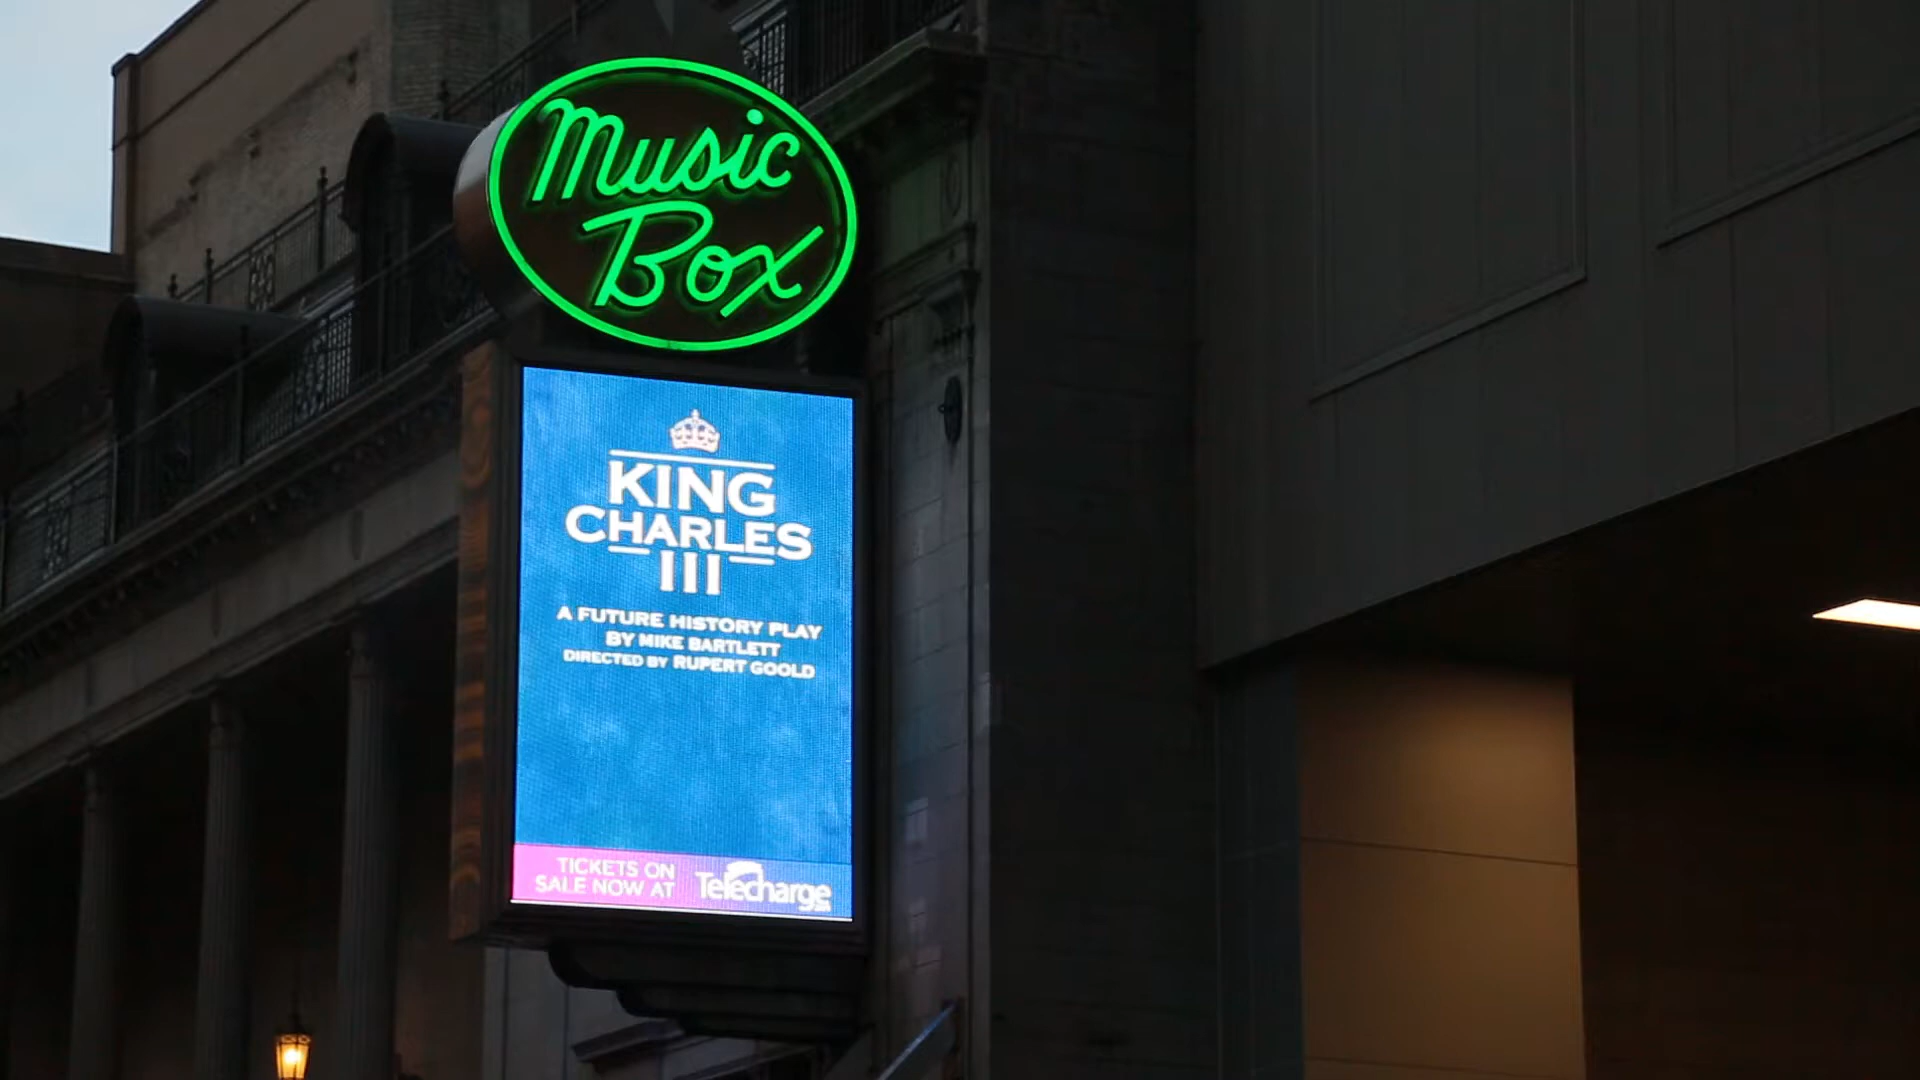 Music
Box
KING
CHARLES
III
A FUTURE HISTORY PLAY
BY MIKE BARTLETT
DIRECTED BY RUPERT GOOLD
TICKETS ON
SALE NOW AT
Telecharge